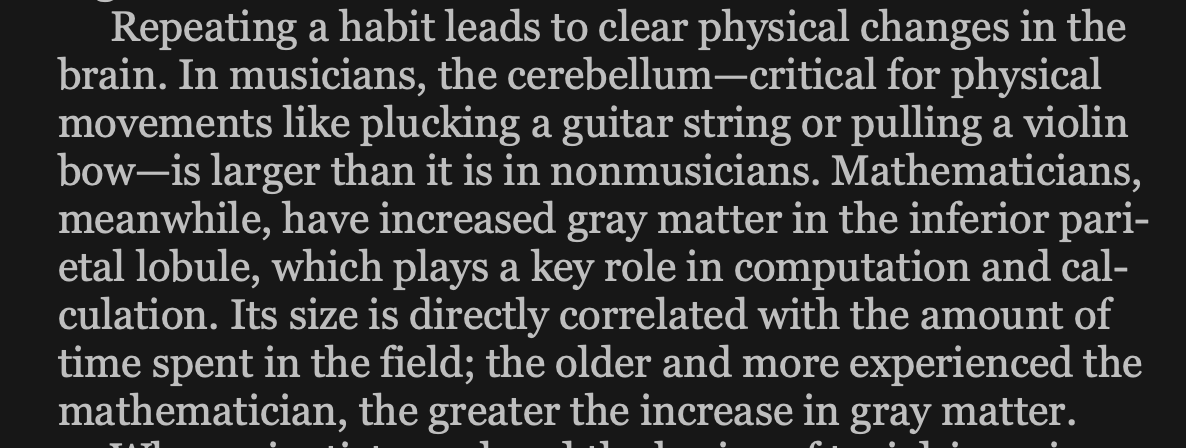 Repeating a habit leads to clear physical changes in the
brain. In musicians, the cerebellum—critical for physical
movements like plucking a guitar string or pulling a violin
bow—is larger than it is in nonmusicians. Mathematicians,
meanwhile, have increased gray matter in the inferior pari-
etal lobule, which plays a key role in computation and cal-
culation. Its size is directly correlated with the amount of
time spent in the field; the older and more experienced the
mathematician, the greater the increase in gray matter.